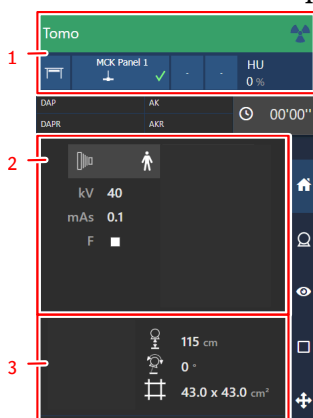 Tomo
1
MCK Panel 1
- -
HU
0 %
DAP AK
00'00"
DAPR AKR
2
kV 40
mAs 0.1
F
3
115 cm
0 °
43.0 x 43.0 cm²